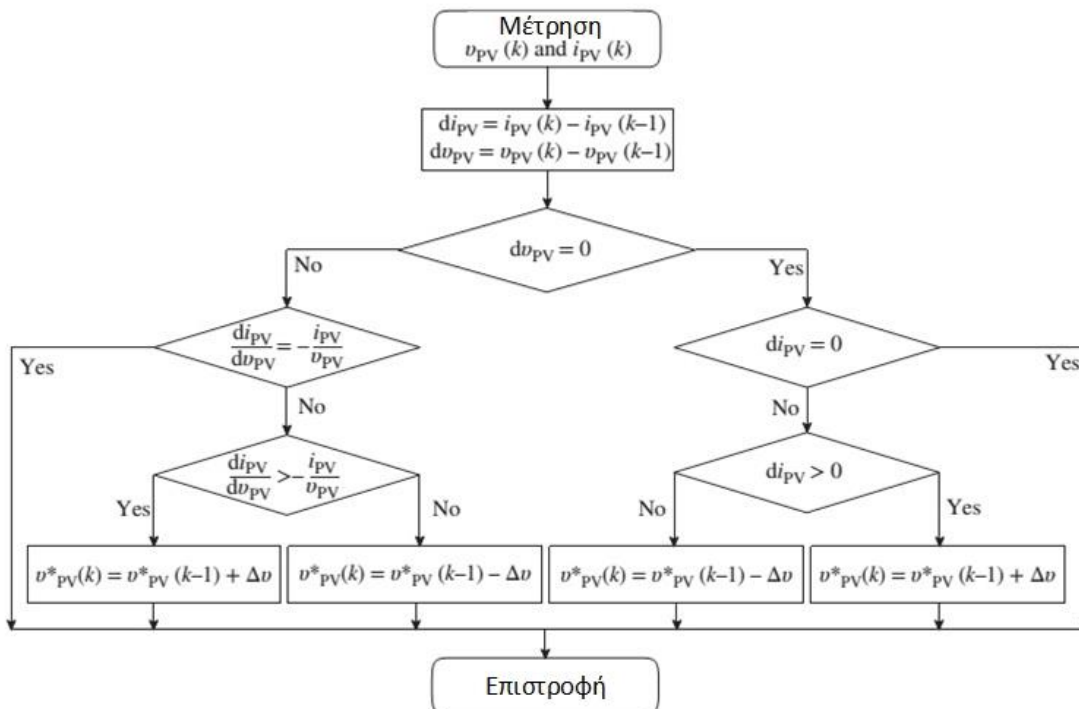 Μέτρηση
υPV (k) and iPV (k)
diPV = iPV (k) – iPV (k–1)
dυPV = υPV (k) – υPV (k–1)
dυPV = 0
No
Yes
diPV/dυPV = – iPV/υPV
diPV = 0
Yes
Yes
No
No
diPV/dυPV > – iPV/υPV
diPV > 0
Yes
No
No
Yes
υ*PV(k) = υ*PV (k–1) + Δυ
υ*PV(k) = υ*PV (k–1) – Δυ
υ*PV(k) = υ*PV (k–1) – Δυ
υ*PV(k) = υ*PV (k–1) + Δυ
Επιστροφή